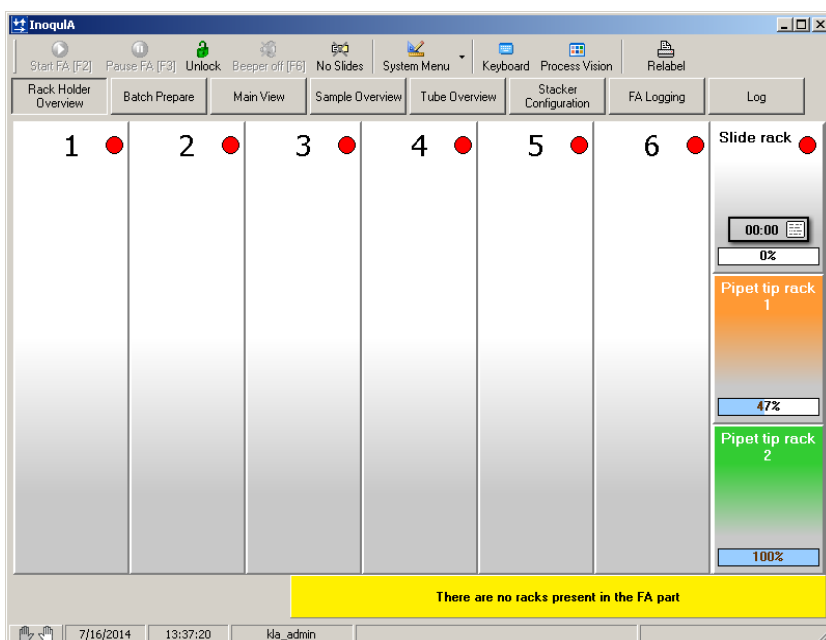 InoqulA
Start FA [F2] Pause FA [F3] Unlock Beeper off [F6] No Slides System Menu Keyboard Process Vision Relabel
Rack Holder Overview Batch Prepare Main View Sample Overview Tube Overview Stacker Configuration FA Logging Log
1 2 3 4 5 6 Slide rack
00:00
0%
Pipet tip rack
1
47%
Pipet tip rack
2
100%
There are no racks present in the FA part
7/16/2014 13:37:20 kla_admin